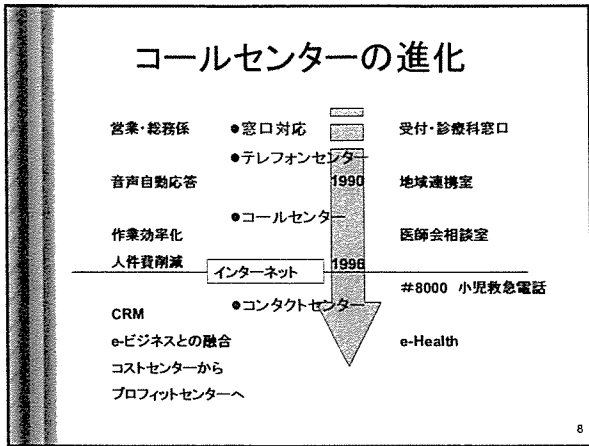 コールセンターの進化
営業・総務係 ●窓口対応 受付・診療科窓口
●テレフォンセンター
音声自動応答 1990 地域連携室
●コールセンター
作業効率化 医師会相談室
人件費削減 インターネット 1996
#8000 小児救急電話
●コンタクトセンター
CRM
e-ビジネスとの融合 e-Health
コストセンターから
プロフィットセンターへ
8